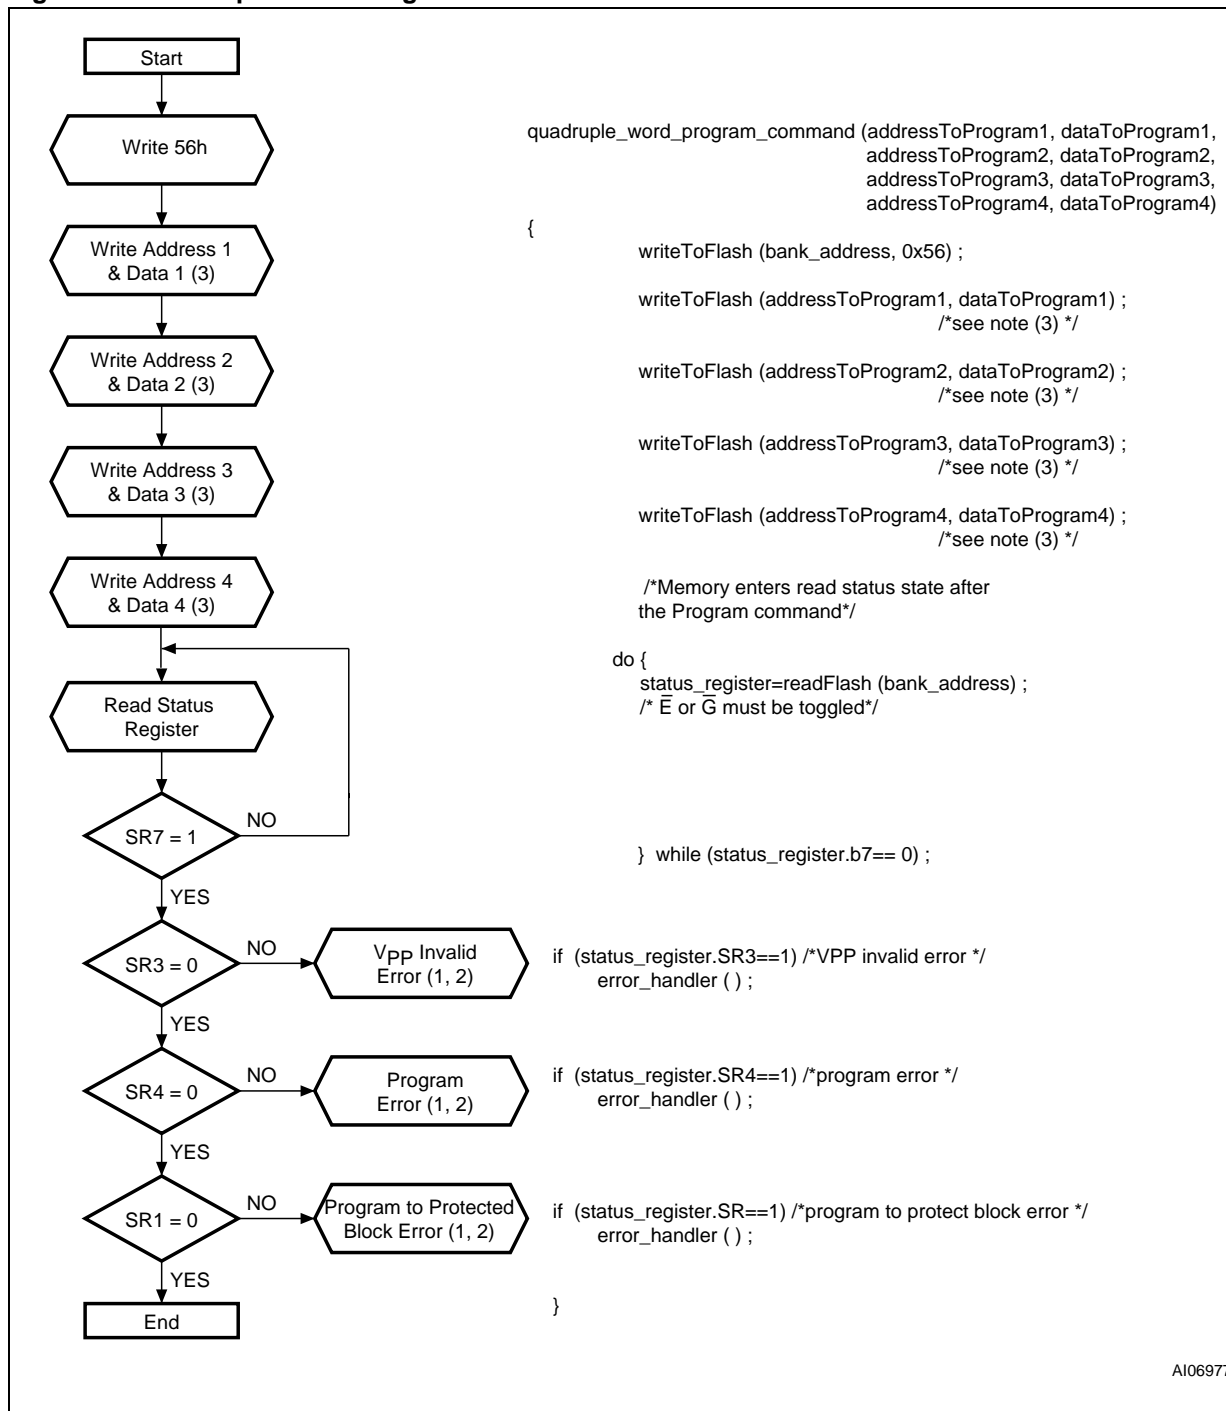 Start
Write 56h
Write Address 1
& Data 1 (3)
Write Address 2
& Data 2 (3)
Write Address 3
& Data 3 (3)
Write Address 4
& Data 4 (3)
Read Status
Register
SR7 = 1
NO
YES
SR3 = 0
NO
VPP Invalid
Error (1, 2)
YES
SR4 = 0
NO
Program
Error (1, 2)
YES
SR1 = 0
NO
Program to Protected
Block Error (1, 2)
YES
End
quadruple_word_program_command (addressToProgram1, dataToProgram1,
addressToProgram2, dataToProgram2,
addressToProgram3, dataToProgram3,
addressToProgram4, dataToProgram4)
{
writeToFlash (bank_address, 0x56) ;
writeToFlash (addressToProgram1, dataToProgram1) ;
/*see note (3) */
writeToFlash (addressToProgram2, dataToProgram2) ;
/*see note (3) */
writeToFlash (addressToProgram3, dataToProgram3) ;
/*see note (3) */
writeToFlash (addressToProgram4, dataToProgram4) ;
/*see note (3) */
/*Memory enters read status state after
the Program command*/
do {
status_register=readFlash (bank_address) ;
/* E̅ or G̅ must be toggled*/
} while (status_register.b7== 0) ;
if (status_register.SR3==1) /*VPP invalid error */
error_handler ( ) ;
if (status_register.SR4==1) /*program error */
error_handler ( ) ;
if (status_register.SR==1) /*program to protect block error */
error_handler ( ) ;
}
AI06977